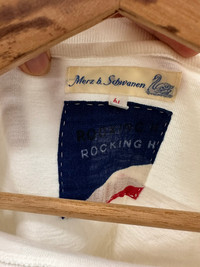 Merz b. Schwanen
M
ROCKING H